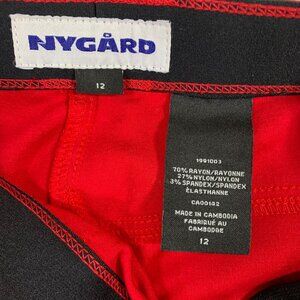 NYGÅRD
12
1991003
70% RAYON/RAYONNE
27% NYLON/NYLON
3% SPANDEX/SPANDEX
ÉLASTHANNE
CA00182
MADE IN CAMBODIA
FABRIQUÉ AU
CAMBODGE
12